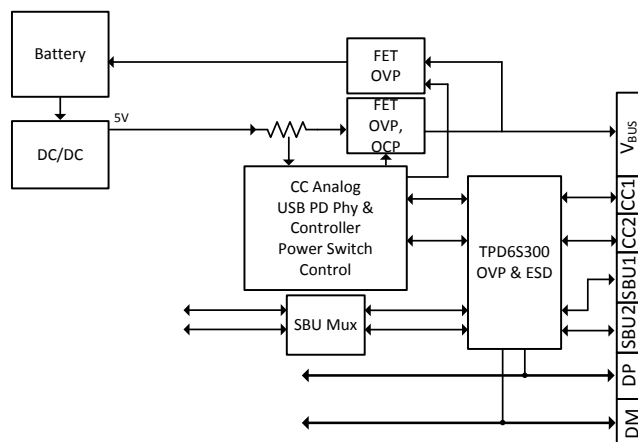 Battery
FET
OVP
5V
FET
OVP,
OCP
DC/DC
VBUS
CC Analog
USB PD Phy &
Controller
Power Switch
Control
TPD6S300
OVP & ESD
CC1
CC2
SBU1
SBU2
SBU Mux
DP
DM